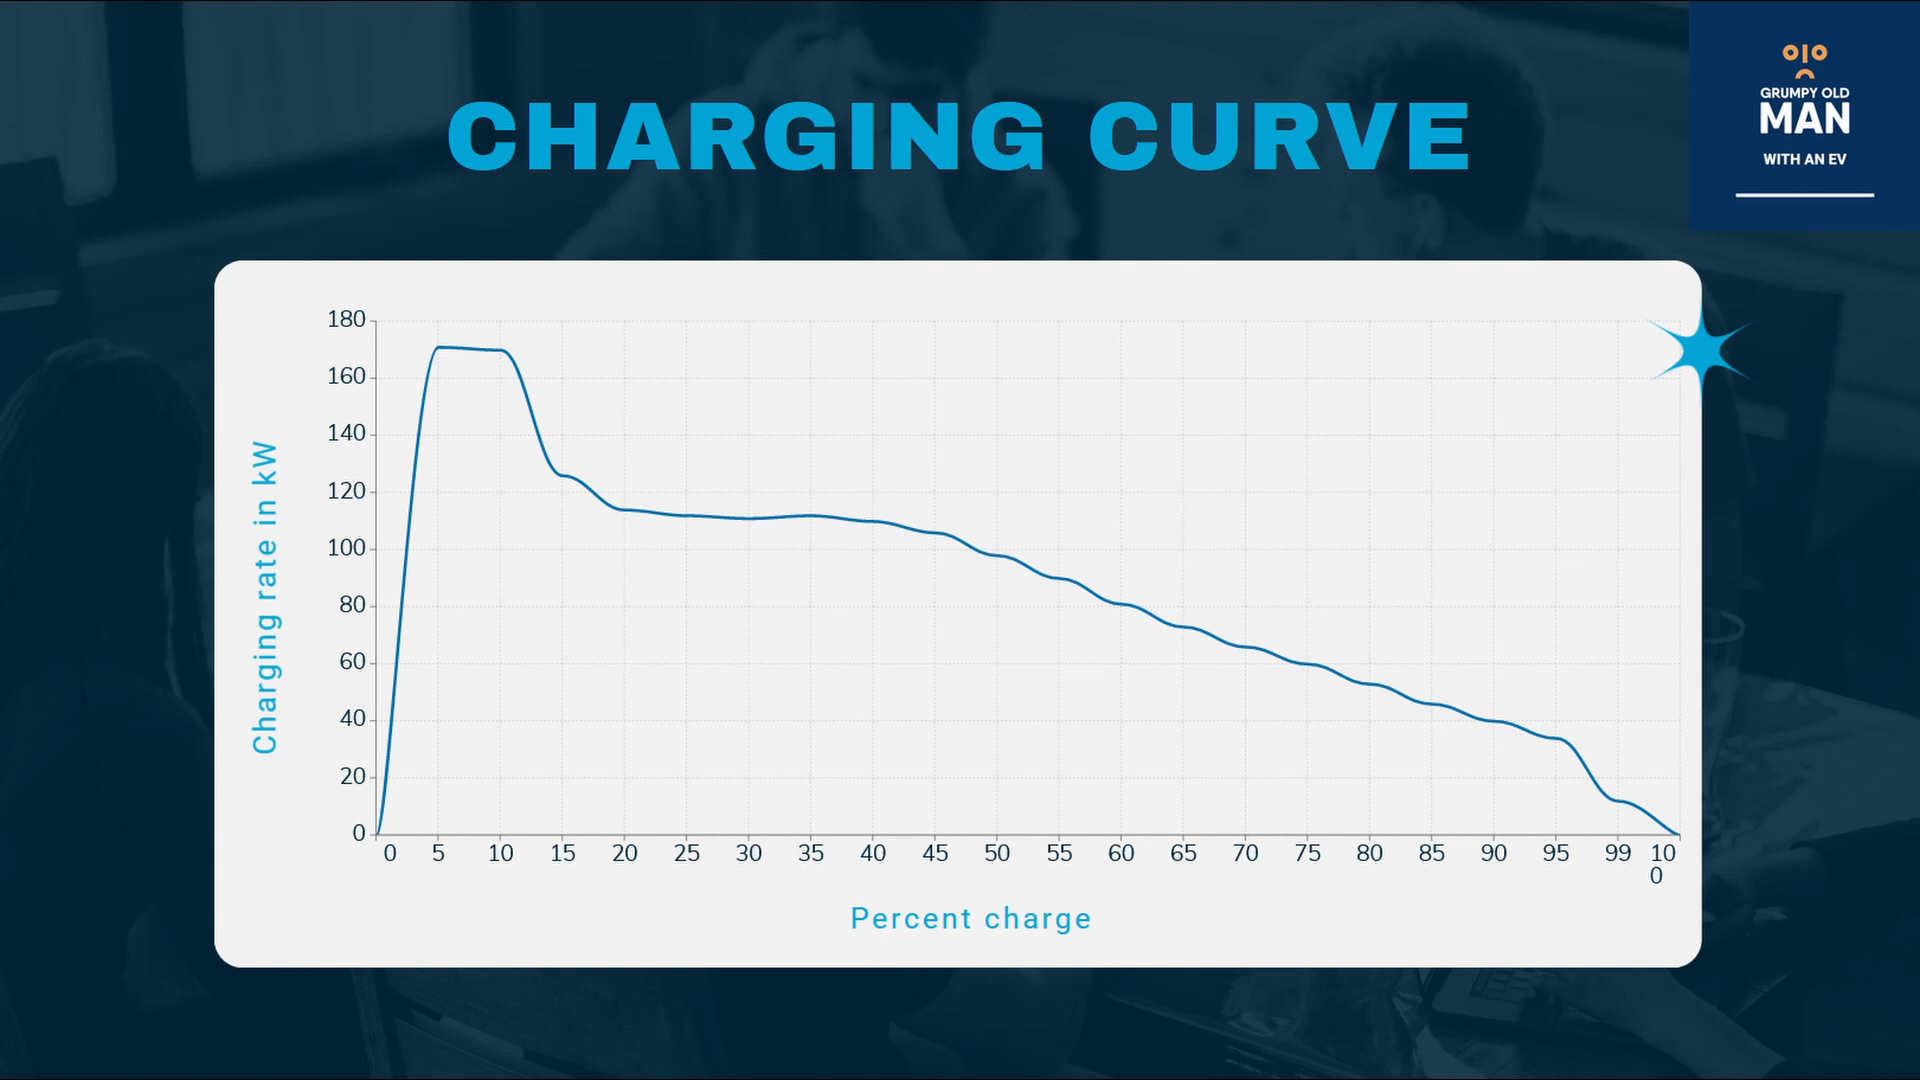 CHARGING CURVE
GRUMPY OLD
MAN
WITH AN EV
180
160
140
120
100
80
60
40
20
0
Charging rate in kW
0 5 10 15 20 25 30 35 40 45 50 55 60 65 70 75 80 85 90 95 99 10
0
Percent charge